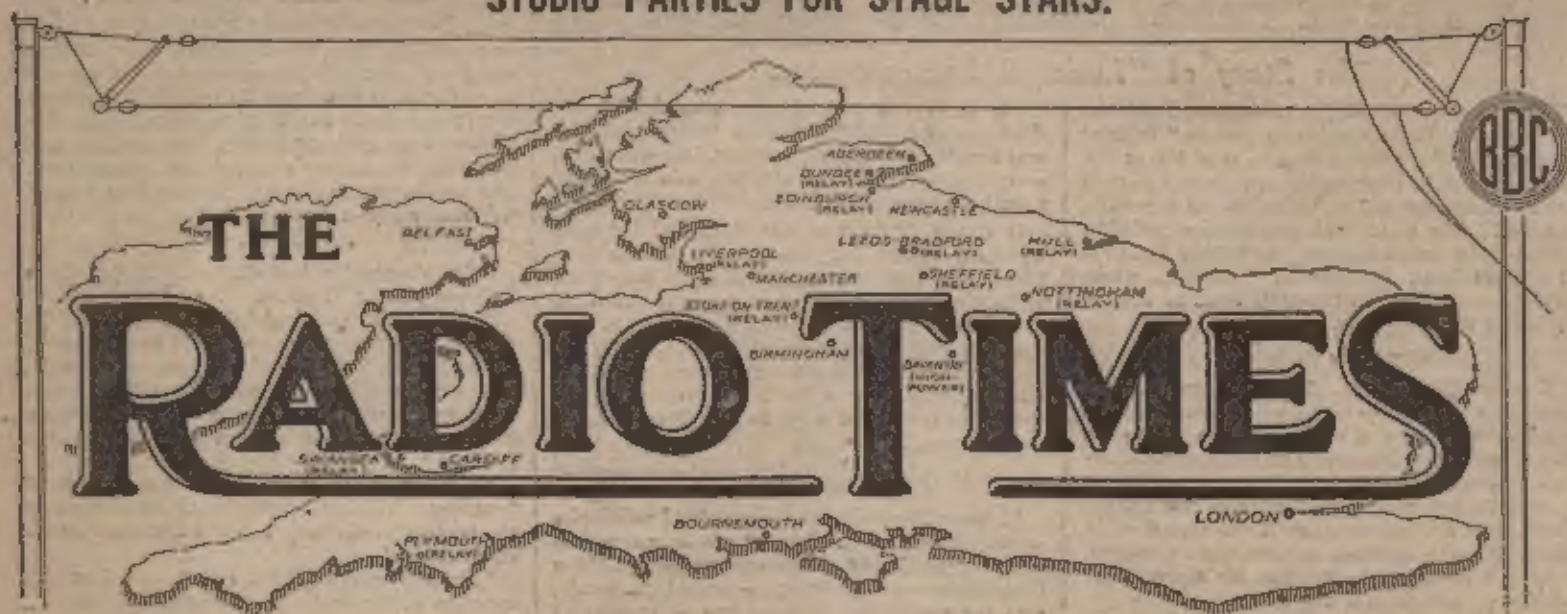 STUDIO PARTIES FOR STAGE STARS.
BBC
ABERDEEN
DUNDEE
(RELAY)
EDINBURGH
(RELAY)
NEWCASTLE
GLASGOW
THE
BELFAST
LIVERPOOL
(RELAY)
MANCHESTER
LEEDS-BRADFORD
(RELAY)
HULL
(RELAY)
SHEFFIELD
(RELAY)
NOTTINGHAM
(RELAY)
STOKE ON TRENT
(RELAY)
BIRMINGHAM
DAVENTRY
(HIGH-
POWER)
RADIO TIMES
SWANSEA
(RELAY)
CARDIFF
LONDON
BOURNEMOUTH
PLYMOUTH
(RELAY)